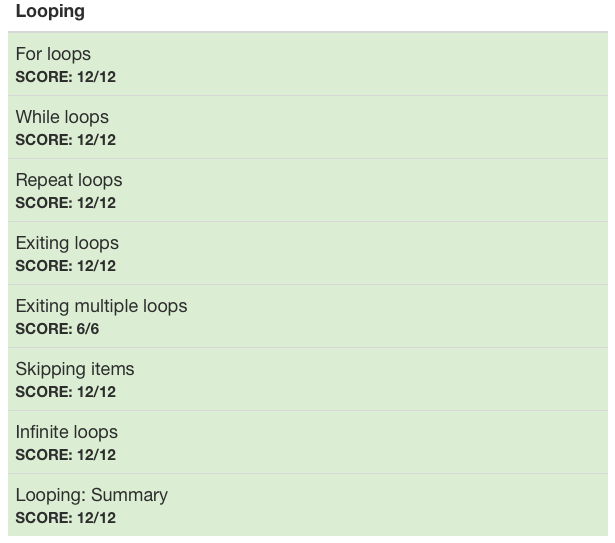 Looping
For loops
SCORE: 12/12
While loops
SCORE: 12/12
Repeat loops
SCORE: 12/12
Exiting loops
SCORE: 12/12
Exiting multiple loops
SCORE: 6/6
Skipping items
SCORE: 12/12
Infinite loops
SCORE: 12/12
Looping: Summary
SCORE: 12/12